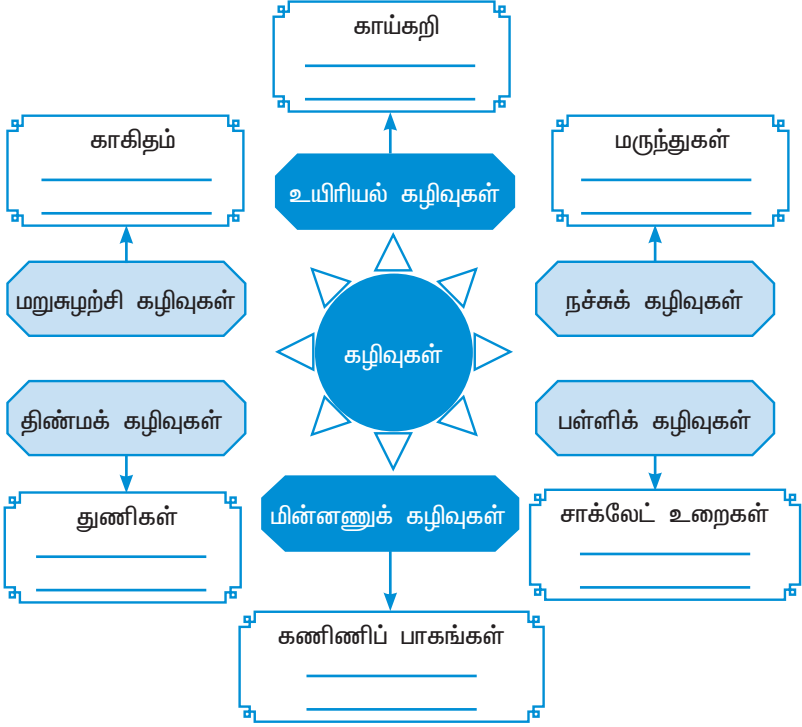 காய்கறி
காகிதம்
மருந்துகள்
உயிரியல் கழிவுகள்
மறுசுழற்சி கழிவுகள்
நச்சுக் கழிவுகள்
கழிவுகள்
திண்மக் கழிவுகள்
பள்ளிக் கழிவுகள்
துணிகள்
மின்னணுக் கழிவுகள்
சாக்லேட் உறைகள்
கணிணிப் பாகங்கள்